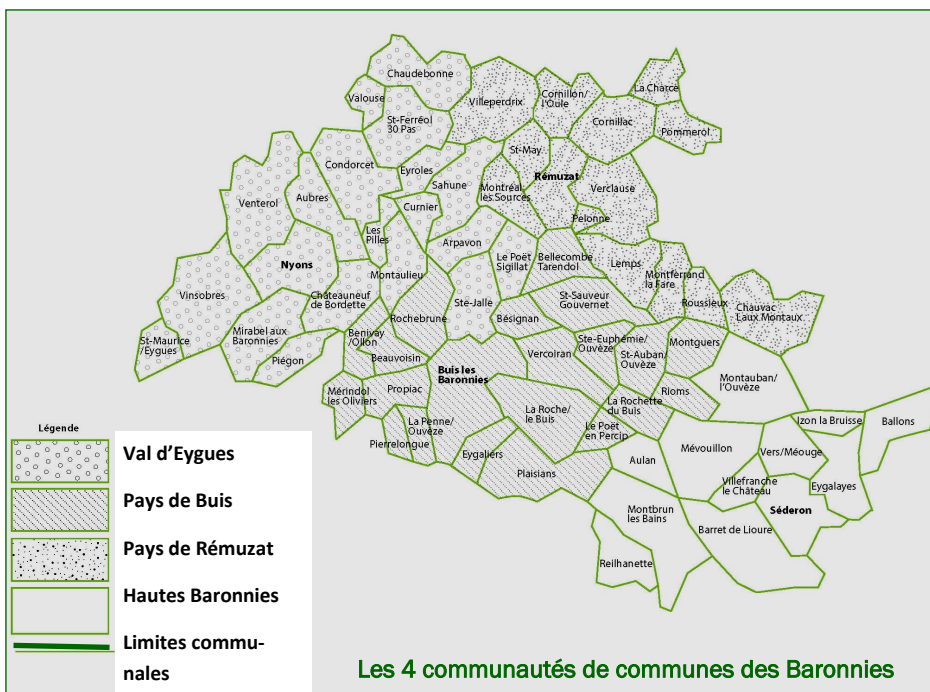 Chaudebonne
La Charce
Valouse
Villeperdrix
Cornillon/
l'Oule
St-Ferréol
30 Pas
Cornillac
Pommerol
St-May
Condorcet
Eyroles
Sahune
Montréal
les Sources
Rémuzat
Verclause
Aubres
Venterol
Curnier
Pelonne
Les
Pilles
Arpavon
Le Poët
Sigillat
Bellecombe
Tarendol
Lemps
Nyons
Montaulieu
Montferrand
la Fare
Vinsobres
Châteauneuf
de Bordette
Ste-Jalle
St-Sauveur
Gouvernet
Roussieux
Chauvac
Laux Montaux
Rochebrune
Bésignan
St-Maurice
/Eygues
Mirabel aux
Baronnies
Benivay
/Ollon
Ste-Euphémie/
Ouvèze
Montguers
Piégon
Beauvoisin
Vercoiran
St-Auban/
Ouvèze
Buis les
Baronnies
Montauban/
l'Ouvèze
Mérindol
les Oliviers
Propiac
Rioms
La Roche/
le Buis
La Rochette
du Buis
La Penne/
Ouvèze
Le Poët
en Percip
Izon la Bruisse
Ballons
Pierrelongue
Mévouillon
Vers/Méouge
Eygaliers
Aulan
Plaisians
Villefranche
le Château
Eygalayes
Montbrun
les Bains
Séderon
Barret de Lioure
Reilhanette
Légende
Val d’Eygues
Pays de Buis
Pays de Rémuzat
Hautes Baronnies
Limites commu-
nales
Les 4 communautés de communes des Baronnies